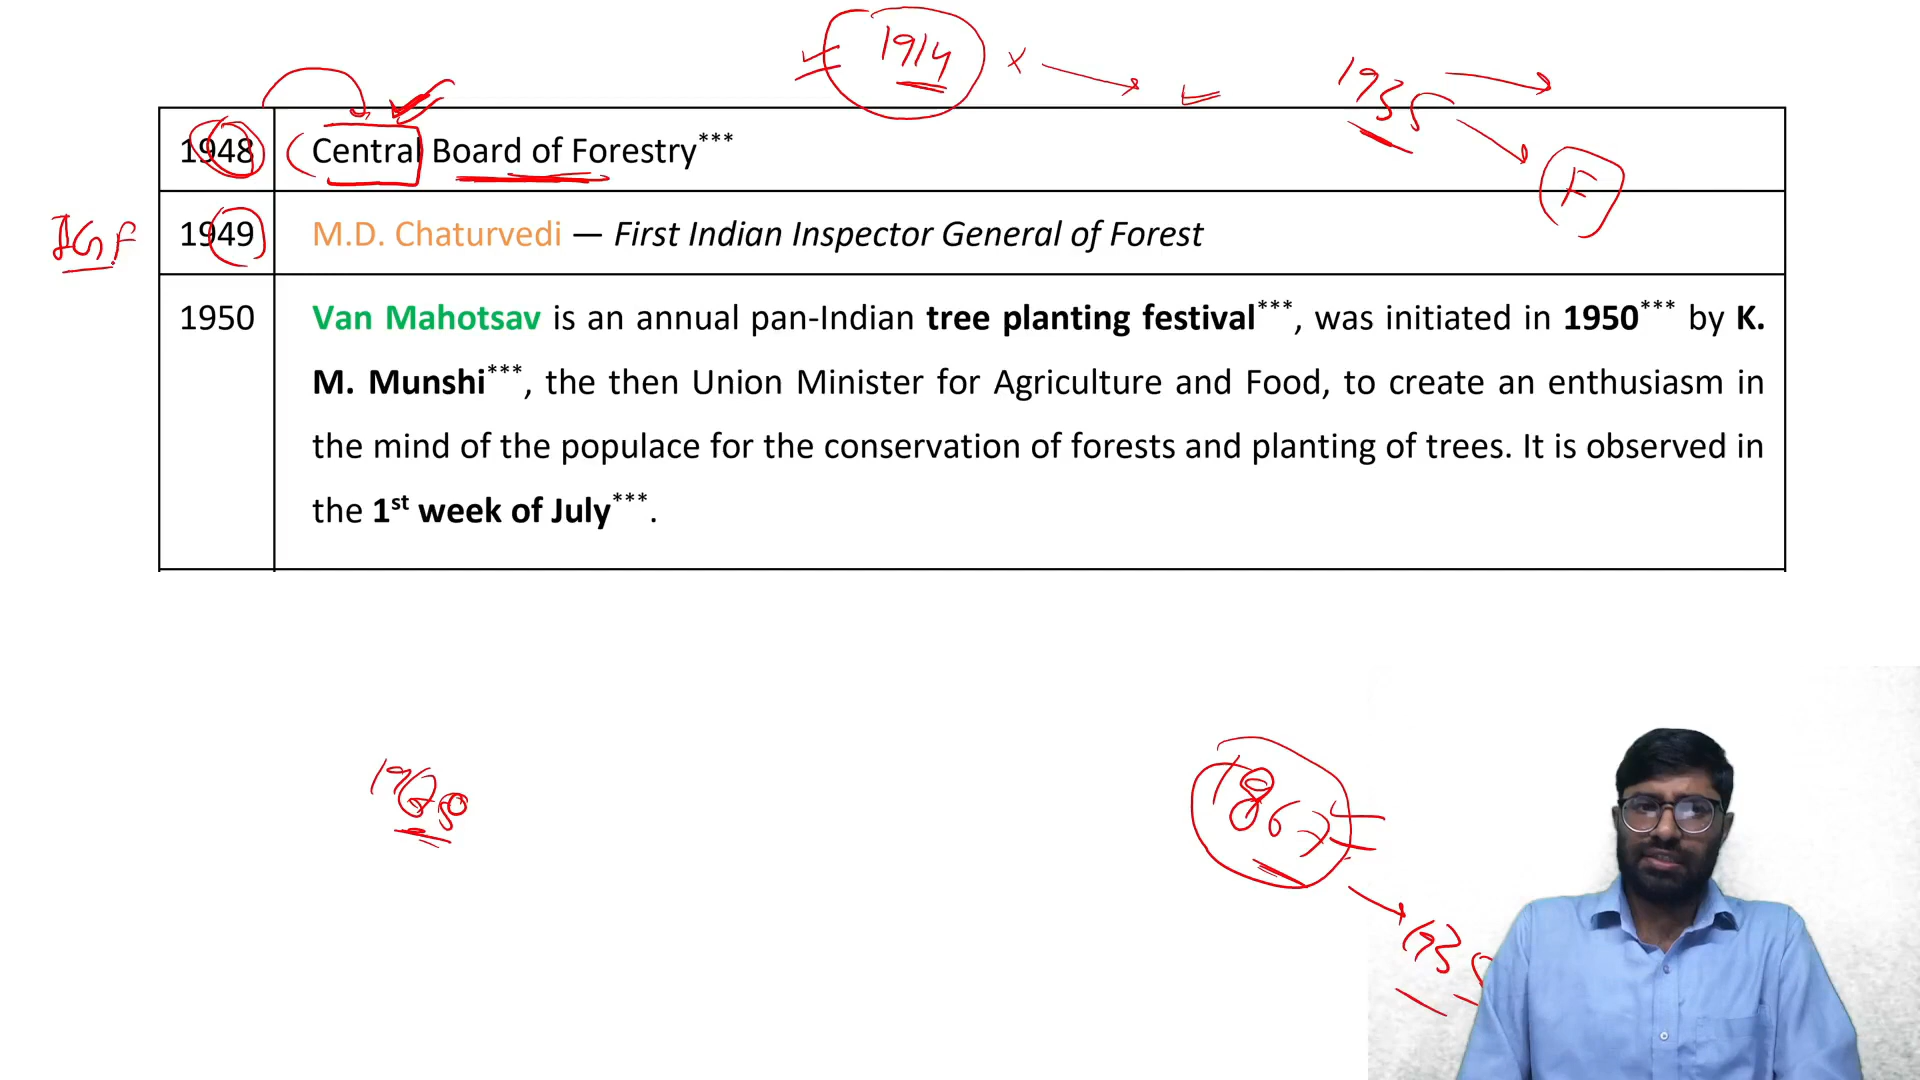 1914
1935
F
1948 Central Board of Forestry***
IGF
1949 M.D. Chaturvedi — First Indian Inspector General of Forest
1950 Van Mahotsav is an annual pan-Indian tree planting festival***, was initiated in 1950*** by K.
M. Munshi***, the then Union Minister for Agriculture and Food, to create an enthusiasm in
the mind of the populace for the conservation of forests and planting of trees. It is observed in
the 1st week of July***.
1867